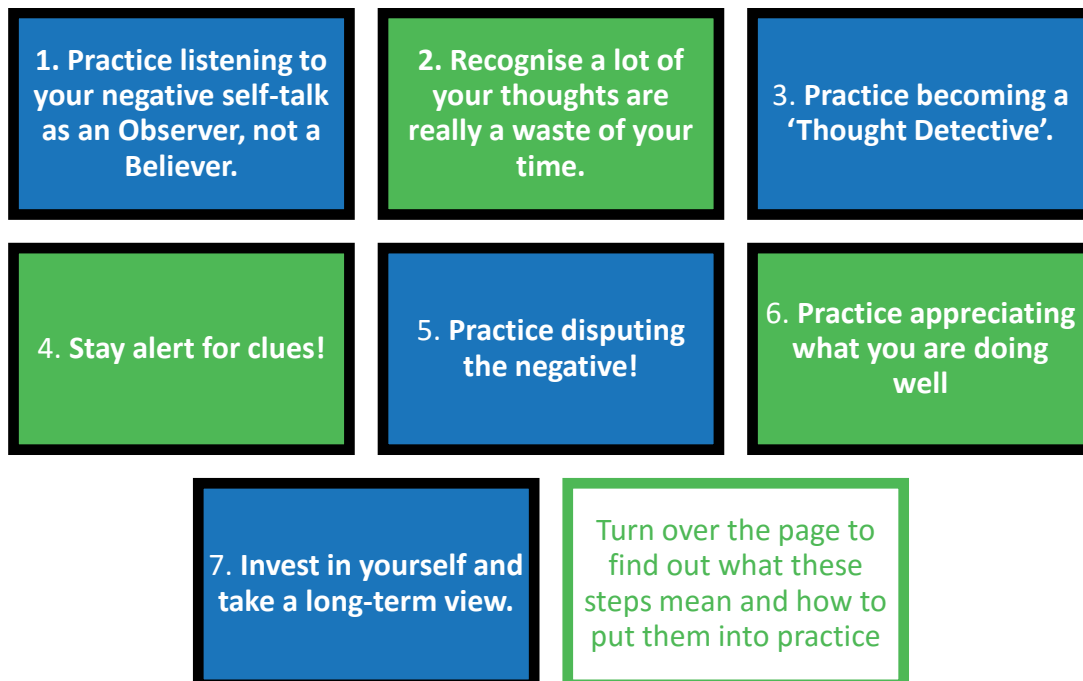 1. Practice listening to
your negative self-talk
as an Observer, not a
Believer.
2. Recognise a lot of
your thoughts are
really a waste of your
time.
3. Practice becoming a
‘Thought Detective’.
4. Stay alert for clues!
5. Practice disputing
the negative!
6. Practice appreciating
what you are doing
well
7. Invest in yourself and
take a long-term view.
Turn over the page to
find out what these
steps mean and how to
put them into practice